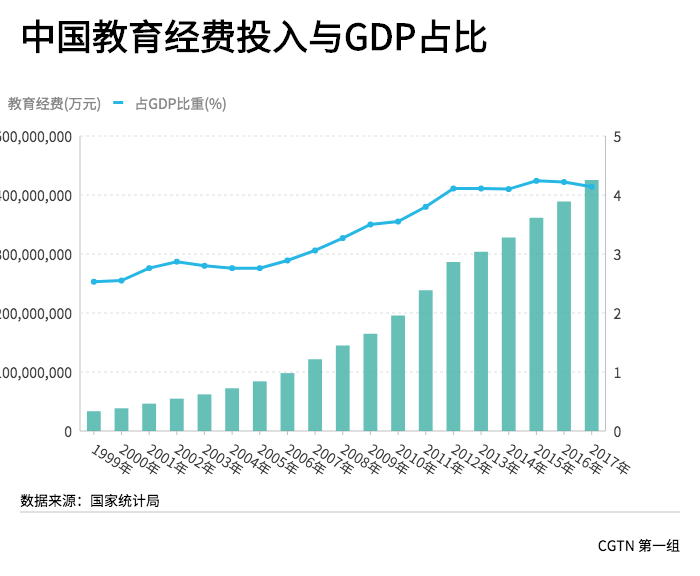 中国教育经费投入与GDP占比
教育经费(万元) 占GDP比重(%)
500,000,000 5
400,000,000 4
300,000,000 3
200,000,000 2
100,000,000 1
0 0
1999年 2000年 2001年 2002年 2003年 2004年 2005年 2006年 2007年 2008年 2009年 2010年 2011年 2012年 2013年 2014年 2015年 2016年 2017年
数据来源：国家统计局
CGTN 第一组